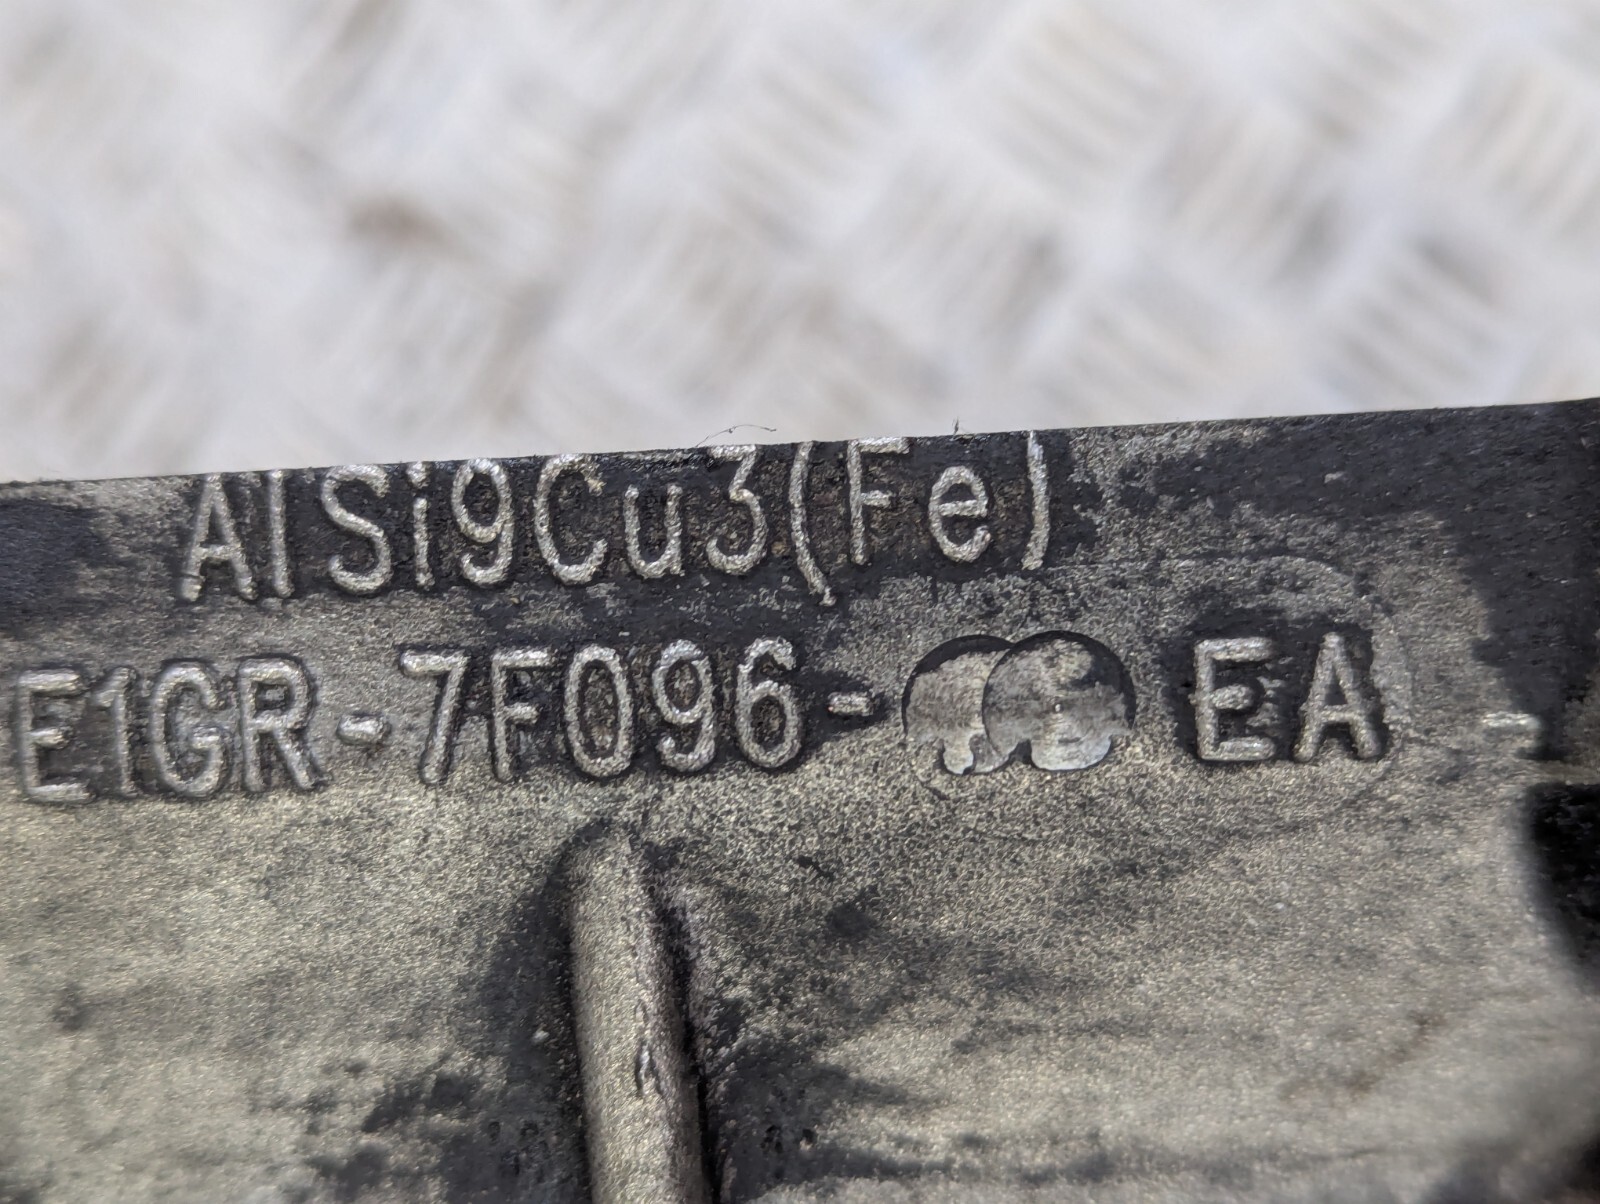 AlSi9Cu3(Fe)
E1GR-7F096- EA